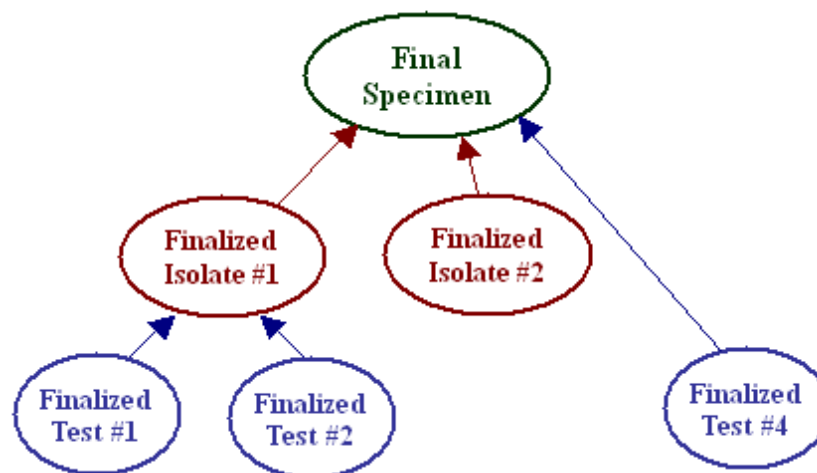 Final
Specimen
Finalized
Isolate #1
Finalized
Isolate #2
Finalized
Test #1
Finalized
Test #2
Finalized
Test #4